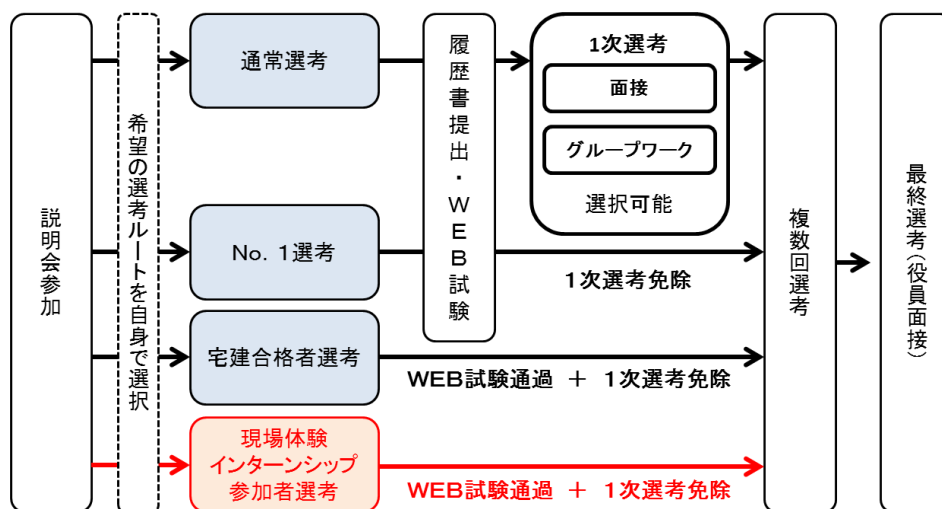 説明会参加
希望の選考ルートを自身で選択
通常選考
No. 1選考
宅建合格者選考
現場体験
インターンシップ
参加者選考
履歴書提出・WEB試験
1次選考
面接
グループワーク
選択可能
1次選考免除
WEB試験通過 + 1次選考免除
WEB試験通過 + 1次選考免除
複数回選考
最終選考(役員面接)